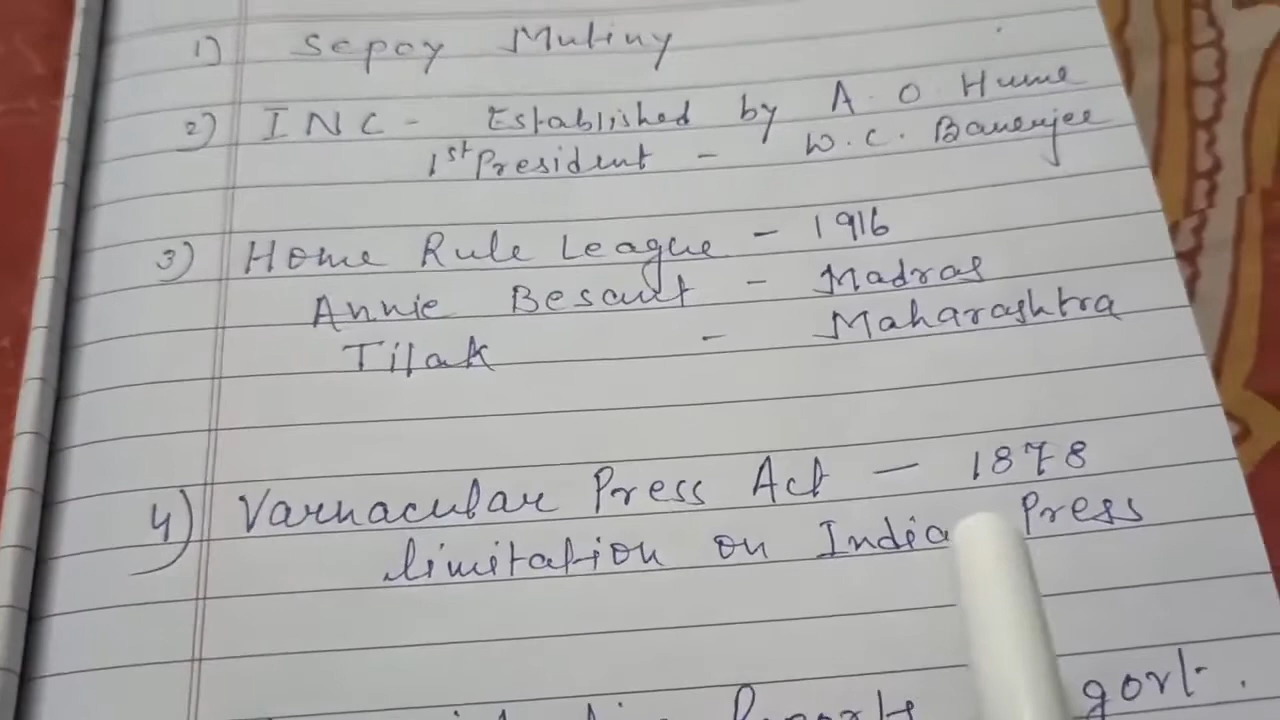 1) Sepoy Mutiny
2) INC - Established by A. O Hume
1st President - W. C. Banerjee
3) Home Rule League - 1916
Annie Besant - Madras
Tilak - Maharashtra
4) Varnacular Press Act - 1878
limitation on India Press
govt.